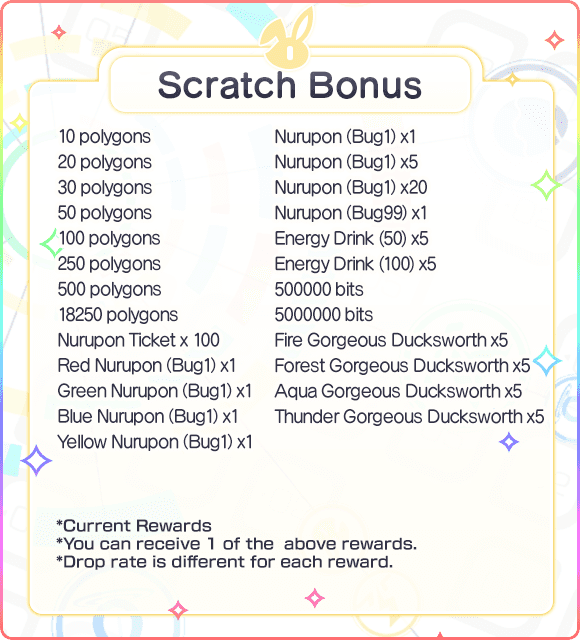 Scratch Bonus
10 polygons
20 polygons
30 polygons
50 polygons
100 polygons
250 polygons
500 polygons
18250 polygons
Nurupon Ticket x 100
Red Nurupon (Bug1) x1
Green Nurupon (Bug1) x1
Blue Nurupon (Bug1) x1
Yellow Nurupon (Bug1) x1
Nurupon (Bug1) x1
Nurupon (Bug1) x5
Nurupon (Bug1) x20
Nurupon (Bug99) x1
Energy Drink (50) x5
Energy Drink (100) x5
500000 bits
5000000 bits
Fire Gorgeous Ducksworth x5
Forest Gorgeous Ducksworth x5
Aqua Gorgeous Ducksworth x5
Thunder Gorgeous Ducksworth x5
*Current Rewards
*You can receive 1 of the above rewards.
*Drop rate is different for each reward.